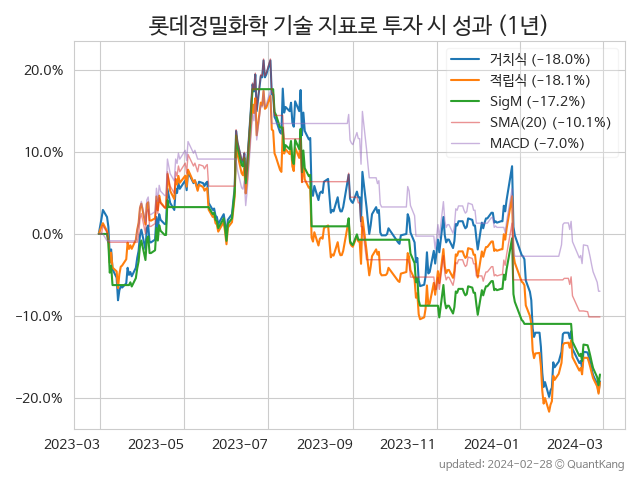 롯데정밀화학 기술 지표로 투자 시 성과 (1년)
거치식 (−18.0%)
적립식 (−18.1%)
SigM (−17.2%)
SMA(20) (−10.1%)
MACD (−7.0%)
20.0%
10.0%
0.0%
−10.0%
−20.0%
2023-03 2023-05 2023-07 2023-09 2023-11 2024-01 2024-03
updated: 2024-02-28 ⓒ QuantKang